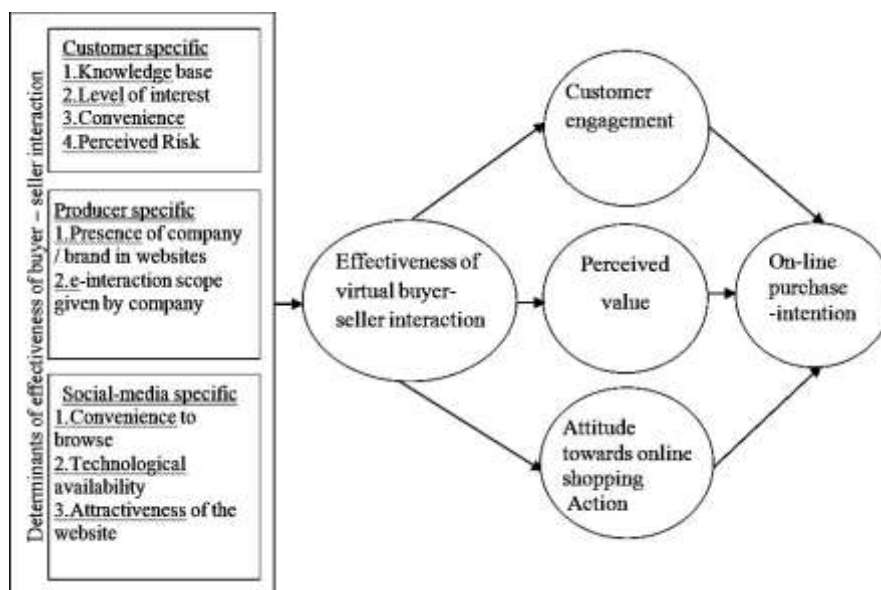 Determinants of effectiveness of buyer – seller interaction
Customer specific
1.Knowledge base
2.Level of interest
3.Convenience
4.Perceived Risk
Producer specific
1.Presence of company
/ brand in websites
2.e-interaction scope
given by company
Social-media specific
1.Convenience to
browse
2.Technological
availability
3.Attractiveness of the
website
Effectiveness of
virtual buyer-
seller interaction
Customer
engagement
Perceived
value
Attitude
towards online
shopping
Action
On-line
purchase
-intention